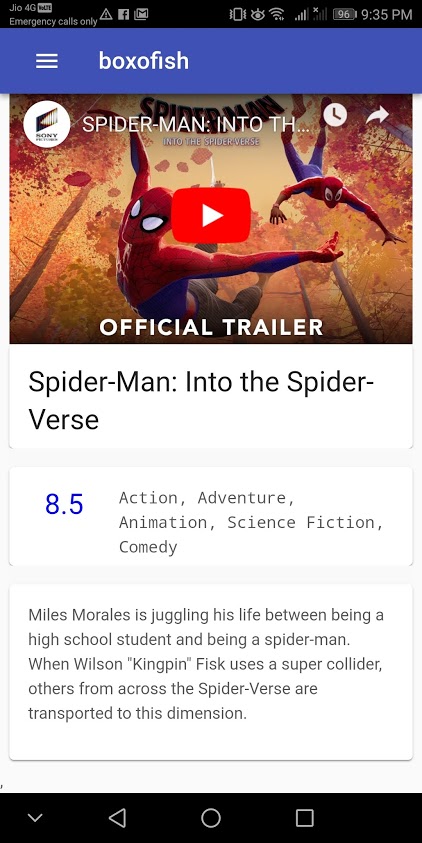 Jio 4G VoLTE
Emergency calls only
96 9:35 PM
boxofish
SPIDER-MAN
INTO THE SPIDER-VERSE
SONY
PICTURES
SPIDER-MAN: INTO TH...
OFFICIAL TRAILER
Spider-Man: Into the Spider-
Verse
8.5
Action, Adventure,
Animation, Science Fiction,
Comedy
Miles Morales is juggling his life between being a
high school student and being a spider-man.
When Wilson "Kingpin" Fisk uses a super collider,
others from across the Spider-Verse are
transported to this dimension.
,